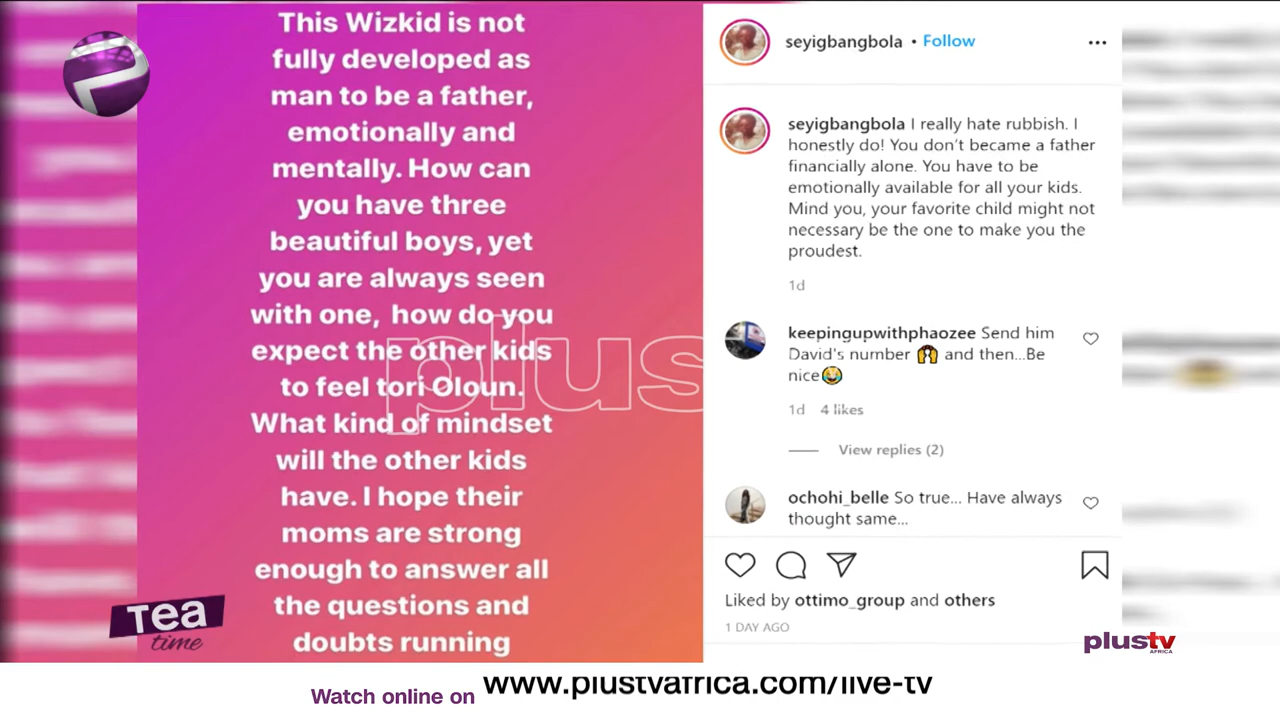 This Wizkid is not
fully developed as
man to be a father,
emotionally and
mentally. How can
you have three
beautiful boys, yet
you are always seen
with one, how do you
expect the other kids
to feel tori Oloun.
What kind of mindset
will the other kids
have. I hope their
moms are strong
enough to answer all
the questions and
doubts running
plus
seyigbangbola • Follow
seyigbangbola I really hate rubbish. I
honestly do! You don't became a father
financially alone. You have to be
emotionally available for all your kids.
Mind you, your favorite child might not
necessary be the one to make you the
proudest.
1d
keepingupwithphaozee Send him
David's number 🙌 and then...Be
nice😂
1d 4 likes
View replies (2)
ochohi_belle So true... Have always
thought same...
Liked by ottimo_group and others
1 DAY AGO
Tea
time
plustv
AFRICA
Watch online on www.plustvafrica.com/live-tv